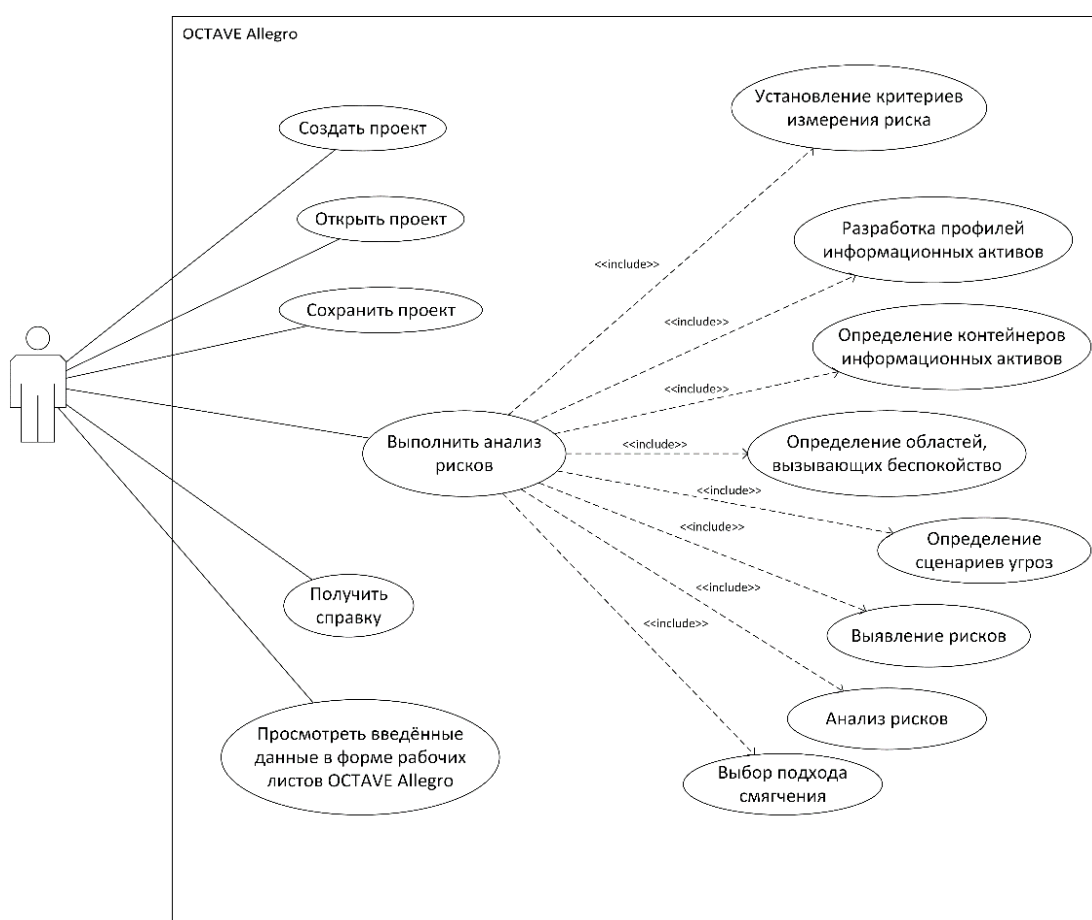 OCTAVE Allegro
Создать проект
Открыть проект
Сохранить проект
Выполнить анализ
рисков
Получить
справку
Просмотреть введённые
данные в форме рабочих
листов OCTAVE Allegro
<<include>>
<<include>>
<<include>>
<<include>>
<<include>>
<<include>>
<<include>>
<<include>>
Установление критериев
измерения риска
Разработка профилей
информационных активов
Определение контейнеров
информационных активов
Определение областей,
вызывающих беспокойство
Определение
сценариев угроз
Выявление рисков
Анализ рисков
Выбор подхода
смягчения